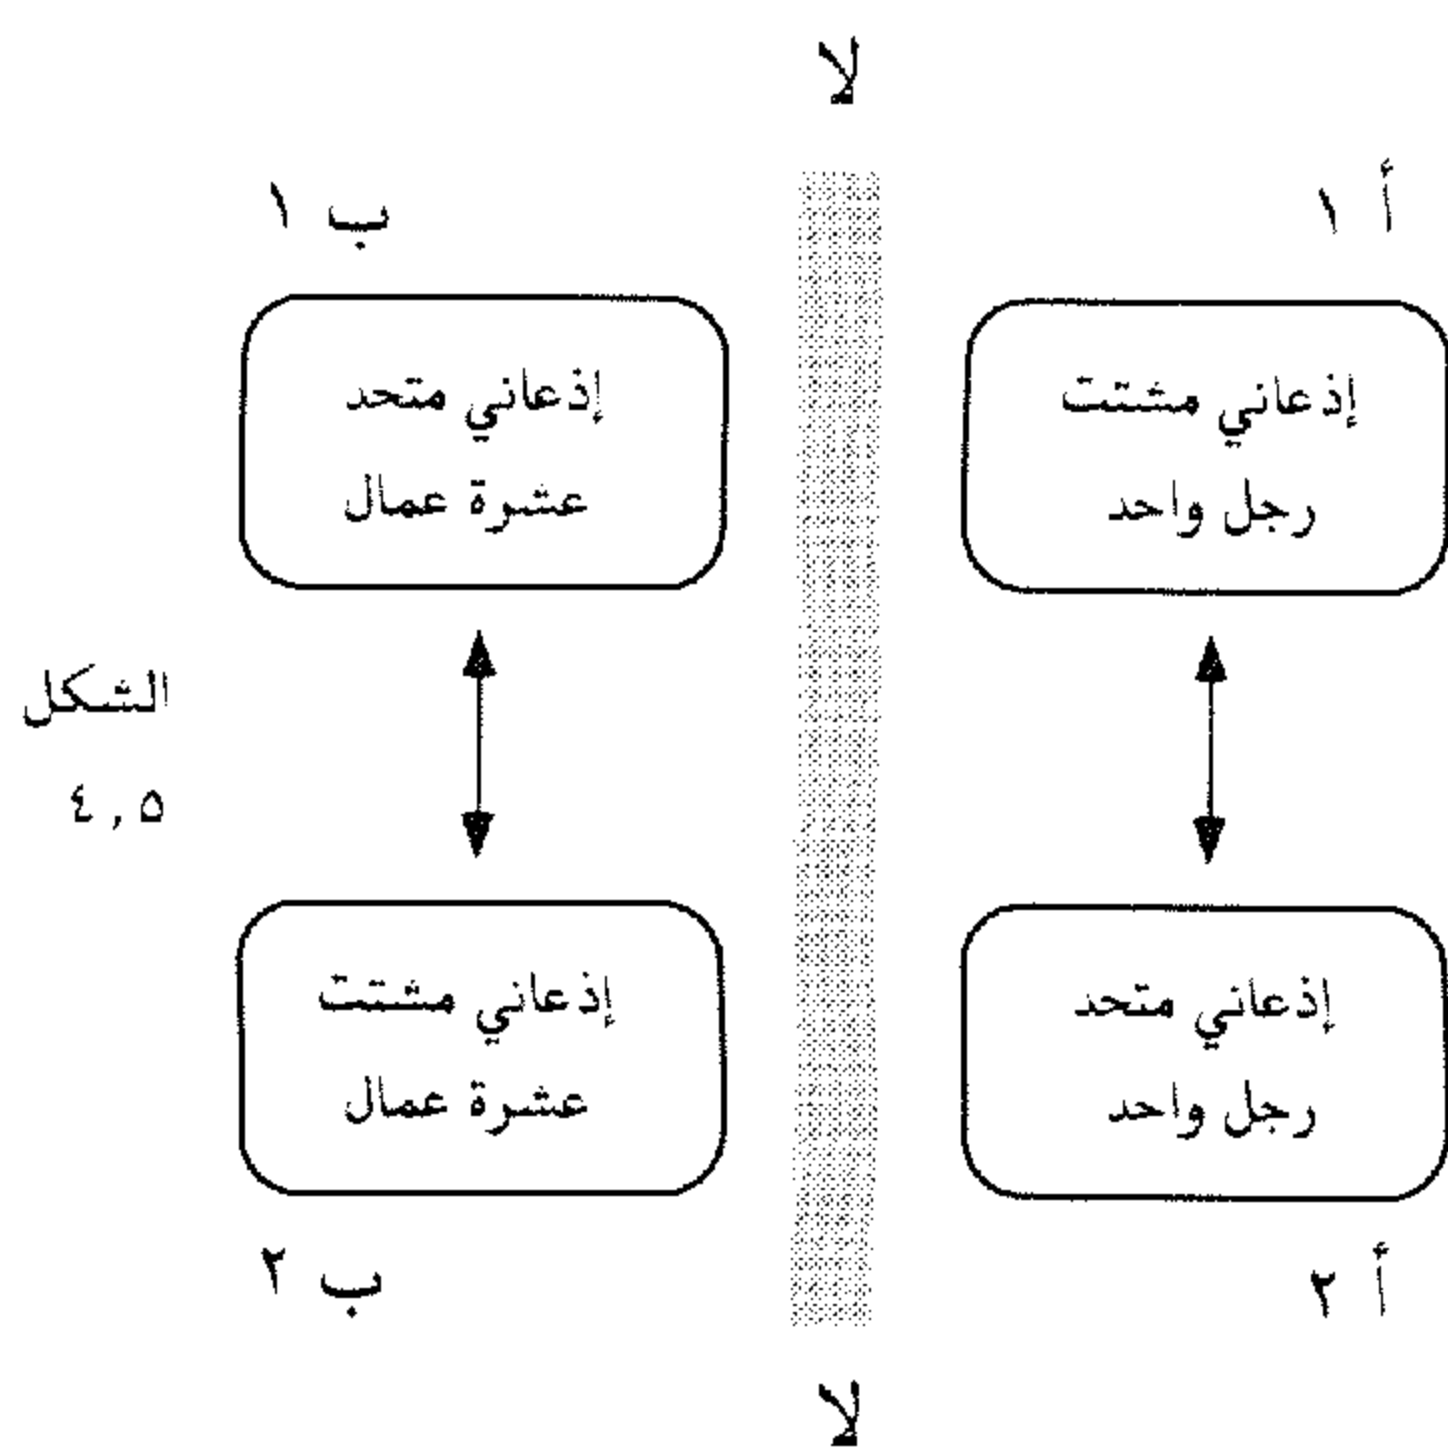 لا
أ ١
ب ١
إذعاني مشتت
رجل واحد
إذعاني متحد
عشرة عمال
الشكل
٤,٥
إذعاني متحد
رجل واحد
إذعاني مشتت
عشرة عمال
أ ٢
ب ٢
لا